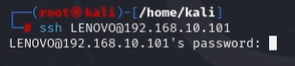 ┌──(root㉿kali)-[/home/kali]
└─# ssh LENOVO@192.168.10.101
LENOVO@192.168.10.101's password: